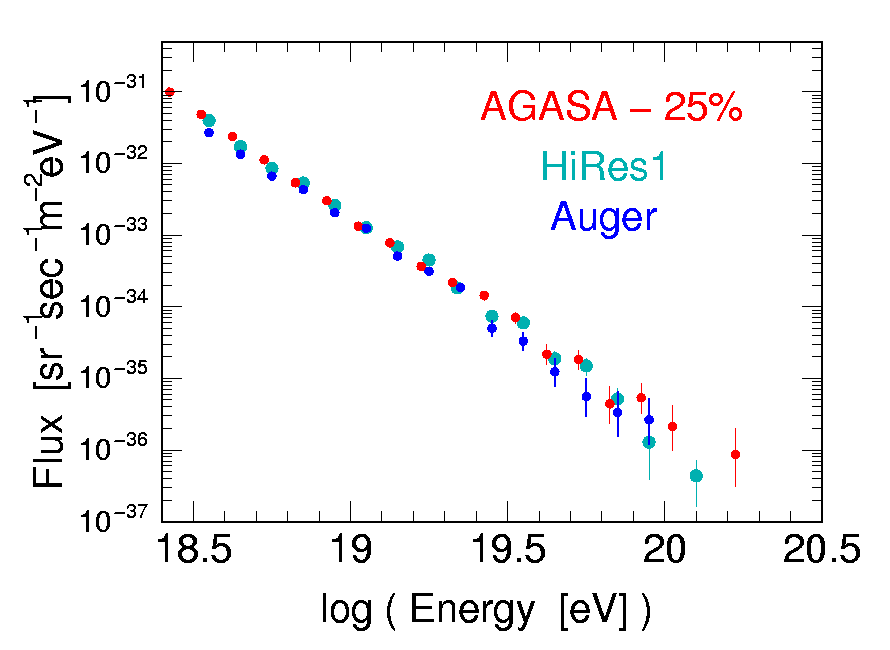 AGASA − 25%
HiRes1
Auger
Flux [sr⁻¹sec⁻¹m⁻²eV⁻¹]
10⁻³¹
10⁻³²
10⁻³³
10⁻³⁴
10⁻³⁵
10⁻³⁶
10⁻³⁷
18.5 19 19.5 20 20.5
log ( Energy [eV] )